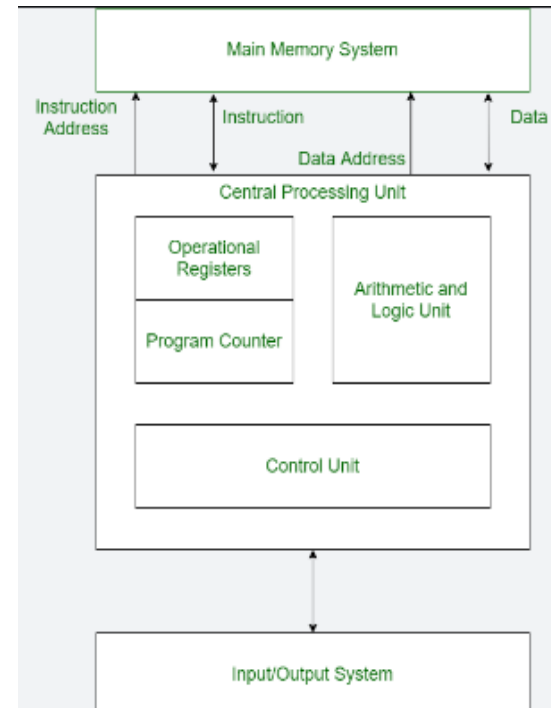 Main Memory System
Instruction
Address
Instruction
Data Address
Data
Central Processing Unit
Operational
Registers
Program Counter
Arithmetic and
Logic Unit
Control Unit
Input/Output System